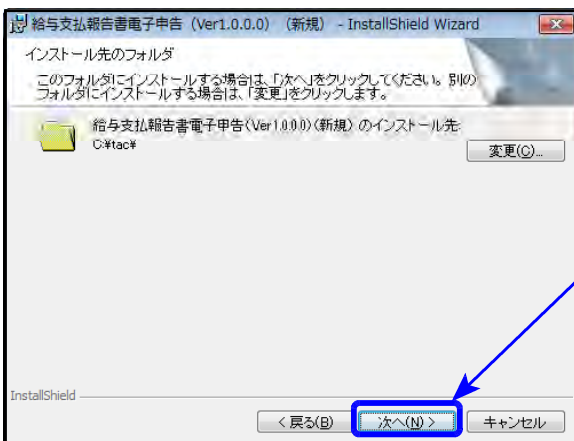 給与支払報告書電子申告 (Ver1.0.0.0) (新規) - InstallShield Wizard
インストール先のフォルダ
このフォルダにインストールする場合は、「次へ」をクリックしてください。別の
フォルダにインストールする場合は、「変更」をクリックします。
給与支払報告書電子申告(Ver1.0.0.0)(新規) のインストール先:
C:¥tac¥
変更(C)...
InstallShield
< 戻る(B)
次へ(N) >
キャンセル